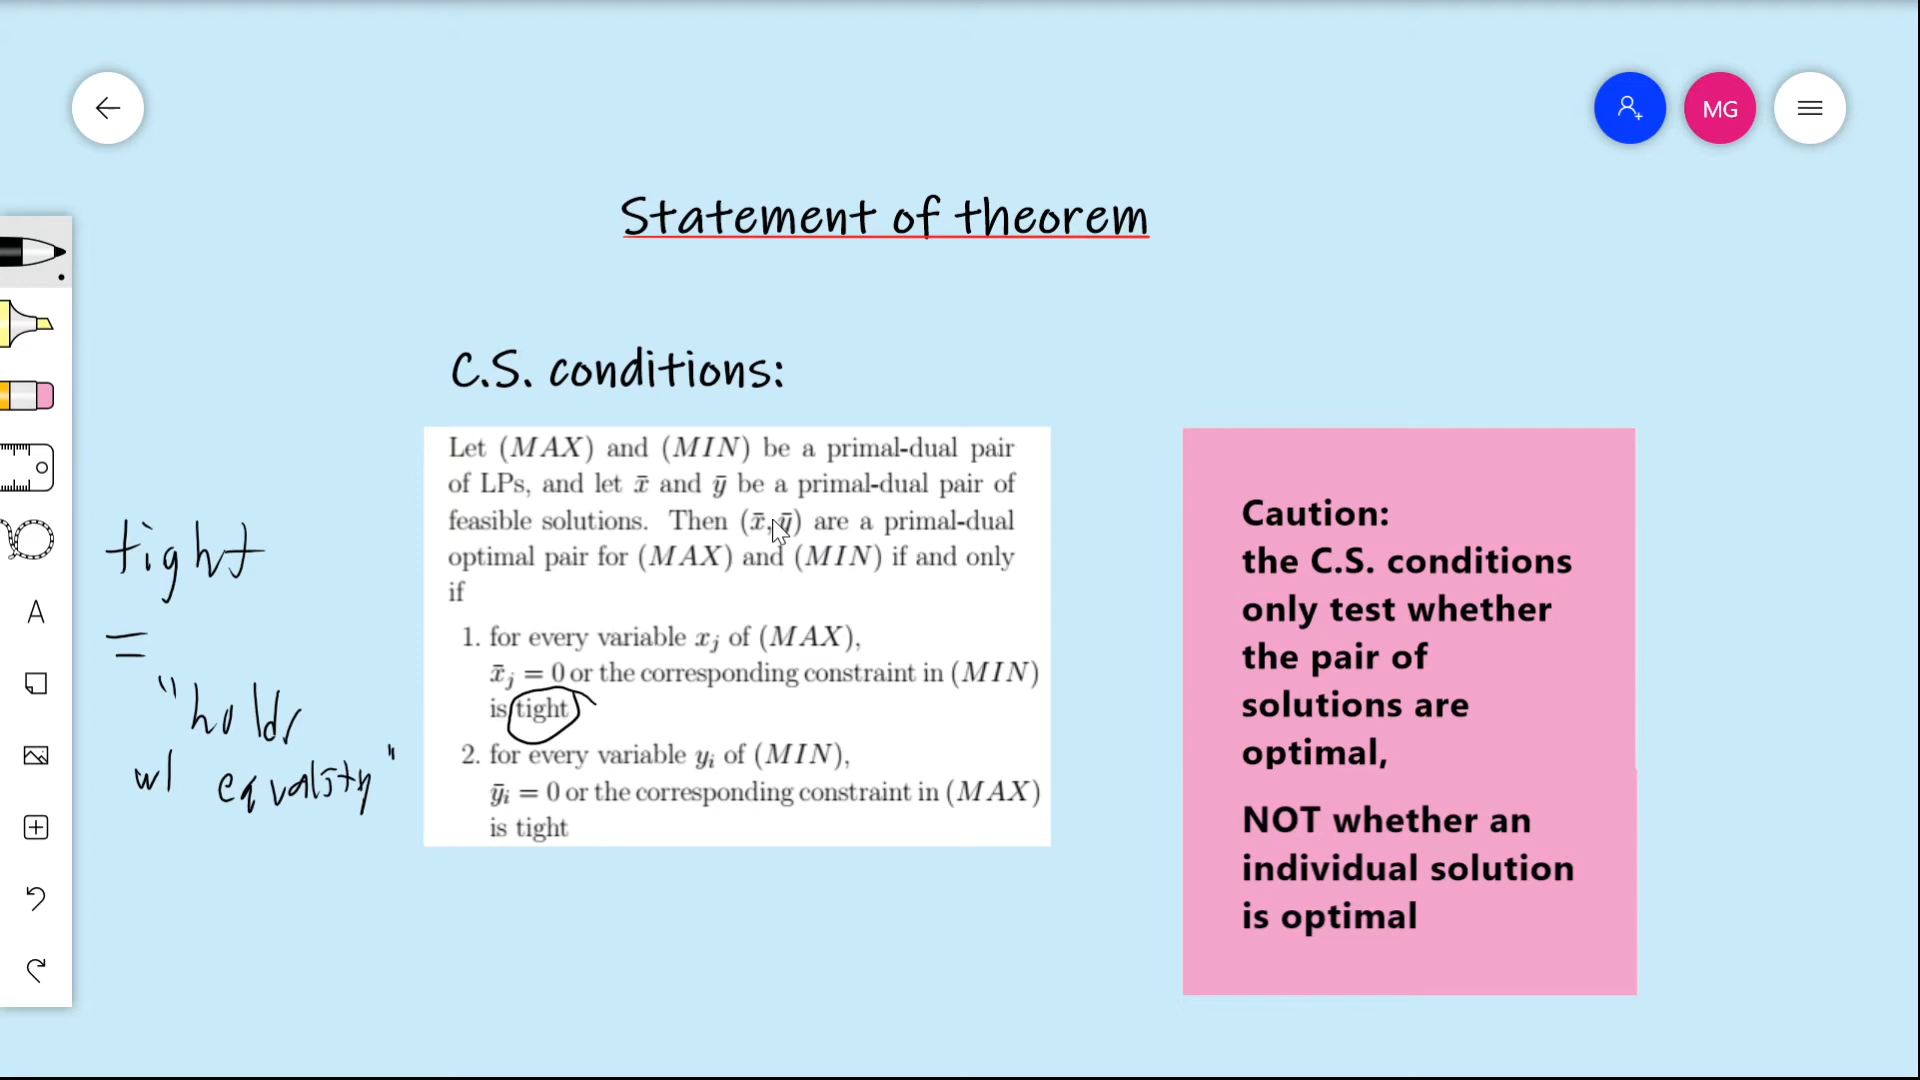 MG
Statement of theorem
C.S. conditions:
Let (MAX) and (MIN) be a primal-dual pair
of LPs, and let x̄ and ȳ be a primal-dual pair of
feasible solutions. Then (x̄, ȳ) are a primal-dual
optimal pair for (MAX) and (MIN) if and only
if
1. for every variable xⱼ of (MAX),
x̄ⱼ = 0 or the corresponding constraint in (MIN)
is tight
2. for every variable yᵢ of (MIN),
ȳᵢ = 0 or the corresponding constraint in (MAX)
is tight
tight
=
"holds
w/ equality"
Caution:
the C.S. conditions
only test whether
the pair of
solutions are
optimal,
NOT whether an
individual solution
is optimal
A